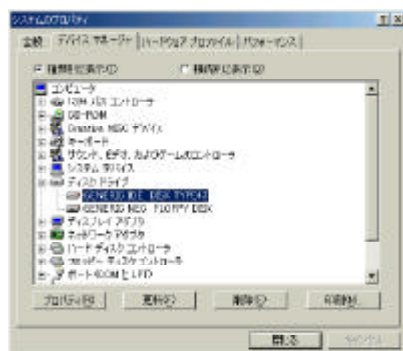 システムのプロパティ
全般 デバイス マネージャ ハードウェア プロファイル パフォーマンス
種類別に表示(T) 接続別に表示(C)
コンピュータ
CD-ROM
Creative MISC デバイス
キーボード
サウンド、ビデオ、およびゲームのコントローラ
システム デバイス
ディスク ドライブ
GENERIC IDE DISK TYPE47
GENERIC NEC FLOPPY DISK
ディスプレイ アダプタ
ネットワーク アダプタ
ハード ディスク コントローラ
フロッピー ディスク コントローラ
ポート (COM と LPT)
プロパティ(R) 更新(F) 削除(E) 印刷(N)...
閉じる キャンセル